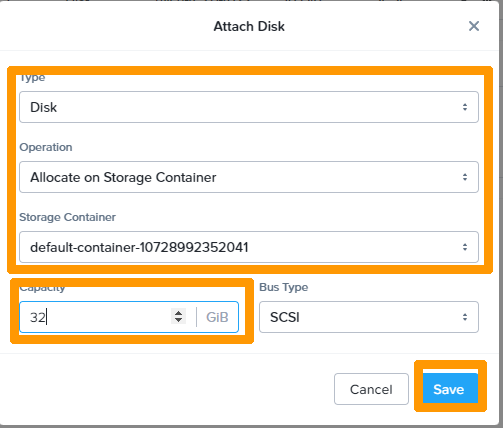 Attach Disk
Type
Disk
Operation
Allocate on Storage Container
Storage Container
default-container-10728992352041
Capacity Bus Type
32 GiB SCSI
Cancel Save